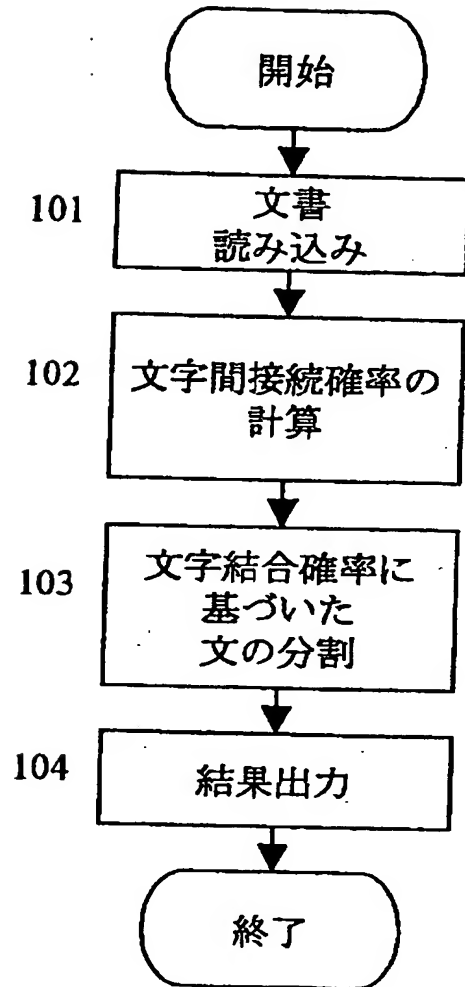 開始
101
文書
読み込み
102
文字間接続確率の
計算
103
文字結合確率に
基づいた
文の分割
104
結果出力
終了